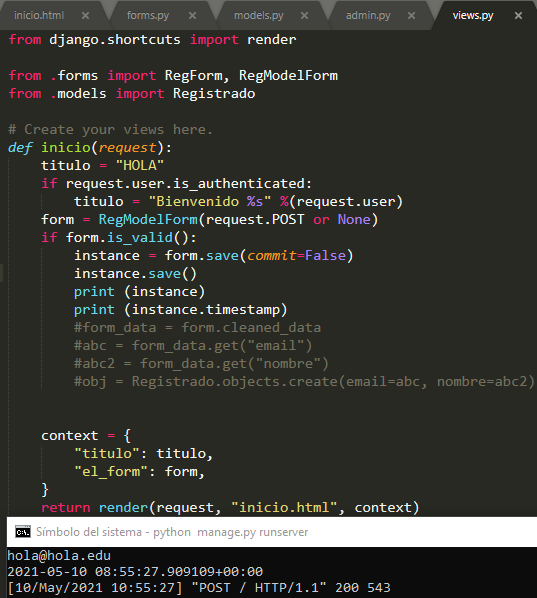 inicio.html × forms.py × models.py × admin.py × views.py ×
from django.shortcuts import render
from .forms import RegForm, RegModelForm
from .models import Registrado
# Create your views here.
def inicio(request):
    titulo = "HOLA"
    if request.user.is_authenticated:
        titulo = "Bienvenido %s" %(request.user)
    form = RegModelForm(request.POST or None)
    if form.is_valid():
        instance = form.save(commit=False)
        instance.save()
        print (instance)
        print (instance.timestamp)
        #form_data = form.cleaned_data
        #abc = form_data.get("email")
        #abc2 = form_data.get("nombre")
        #obj = Registrado.objects.create(email=abc, nombre=abc2)
    context = {
        "titulo": titulo,
        "el_form": form,
    }
    return render(request, "inicio.html", context)
C:\. Símbolo del sistema - python  manage.py runserver
hola@hola.edu
2021-05-10 08:55:27.909109+00:00
[10/May/2021 10:55:27] "POST / HTTP/1.1" 200 543